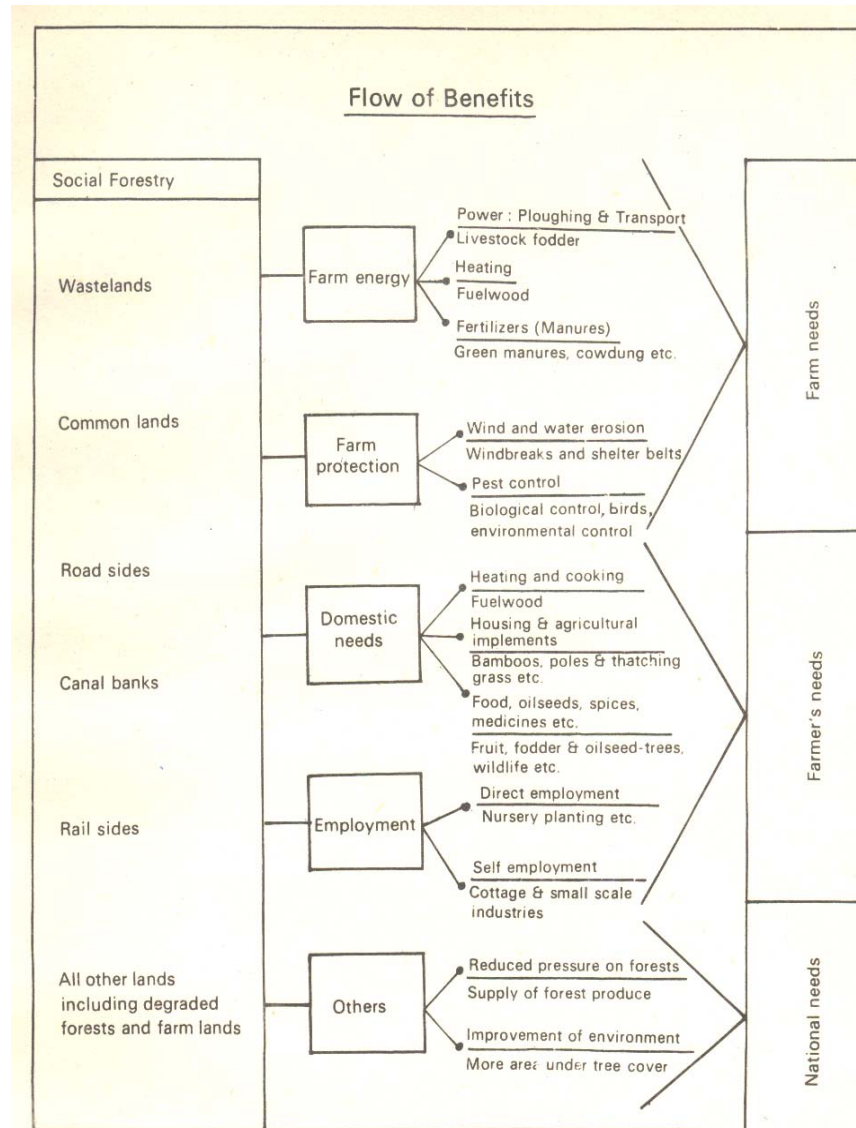 Flow of Benefits
Social Forestry
Wastelands
Common lands
Road sides
Canal banks
Rail sides
All other lands
including degraded
forests and farm lands
Farm energy
Power : Ploughing & Transport
Livestock fodder
Heating
Fuelwood
Fertilizers (Manures)
Green manures, cowdung etc.
Farm
protection
Wind and water erosion
Windbreaks and shelter belts
Pest control
Biological control, birds,
environmental control
Domestic
needs
Heating and cooking
Fuelwood
Housing & agricultural
implements
Bamboos, poles & thatching
grass etc.
Food, oilseeds, spices,
medicines etc.
Fruit, fodder & oilseed-trees,
wildlife etc.
Employment
Direct employment
Nursery planting etc.
Self employment
Cottage & small scale
industries
Others
Reduced pressure on forests
Supply of forest produce
Improvement of environment
More area under tree cover
Farm needs
Farmer's needs
National needs